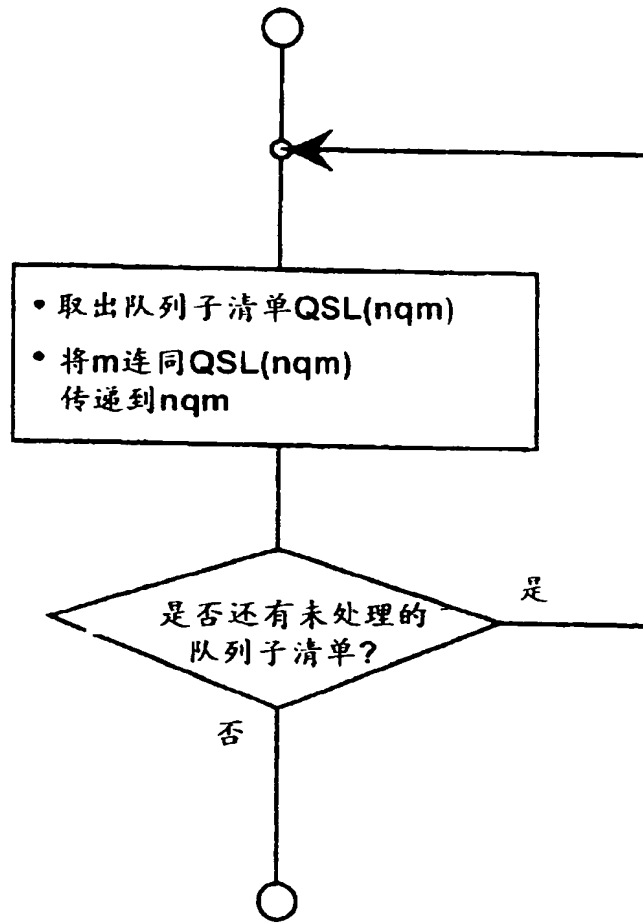 • 取出队列子清单QSL(nqm)
• 将m连同QSL(nqm)
传递到nqm
是否还有未处理的
队列子清单?
是
否